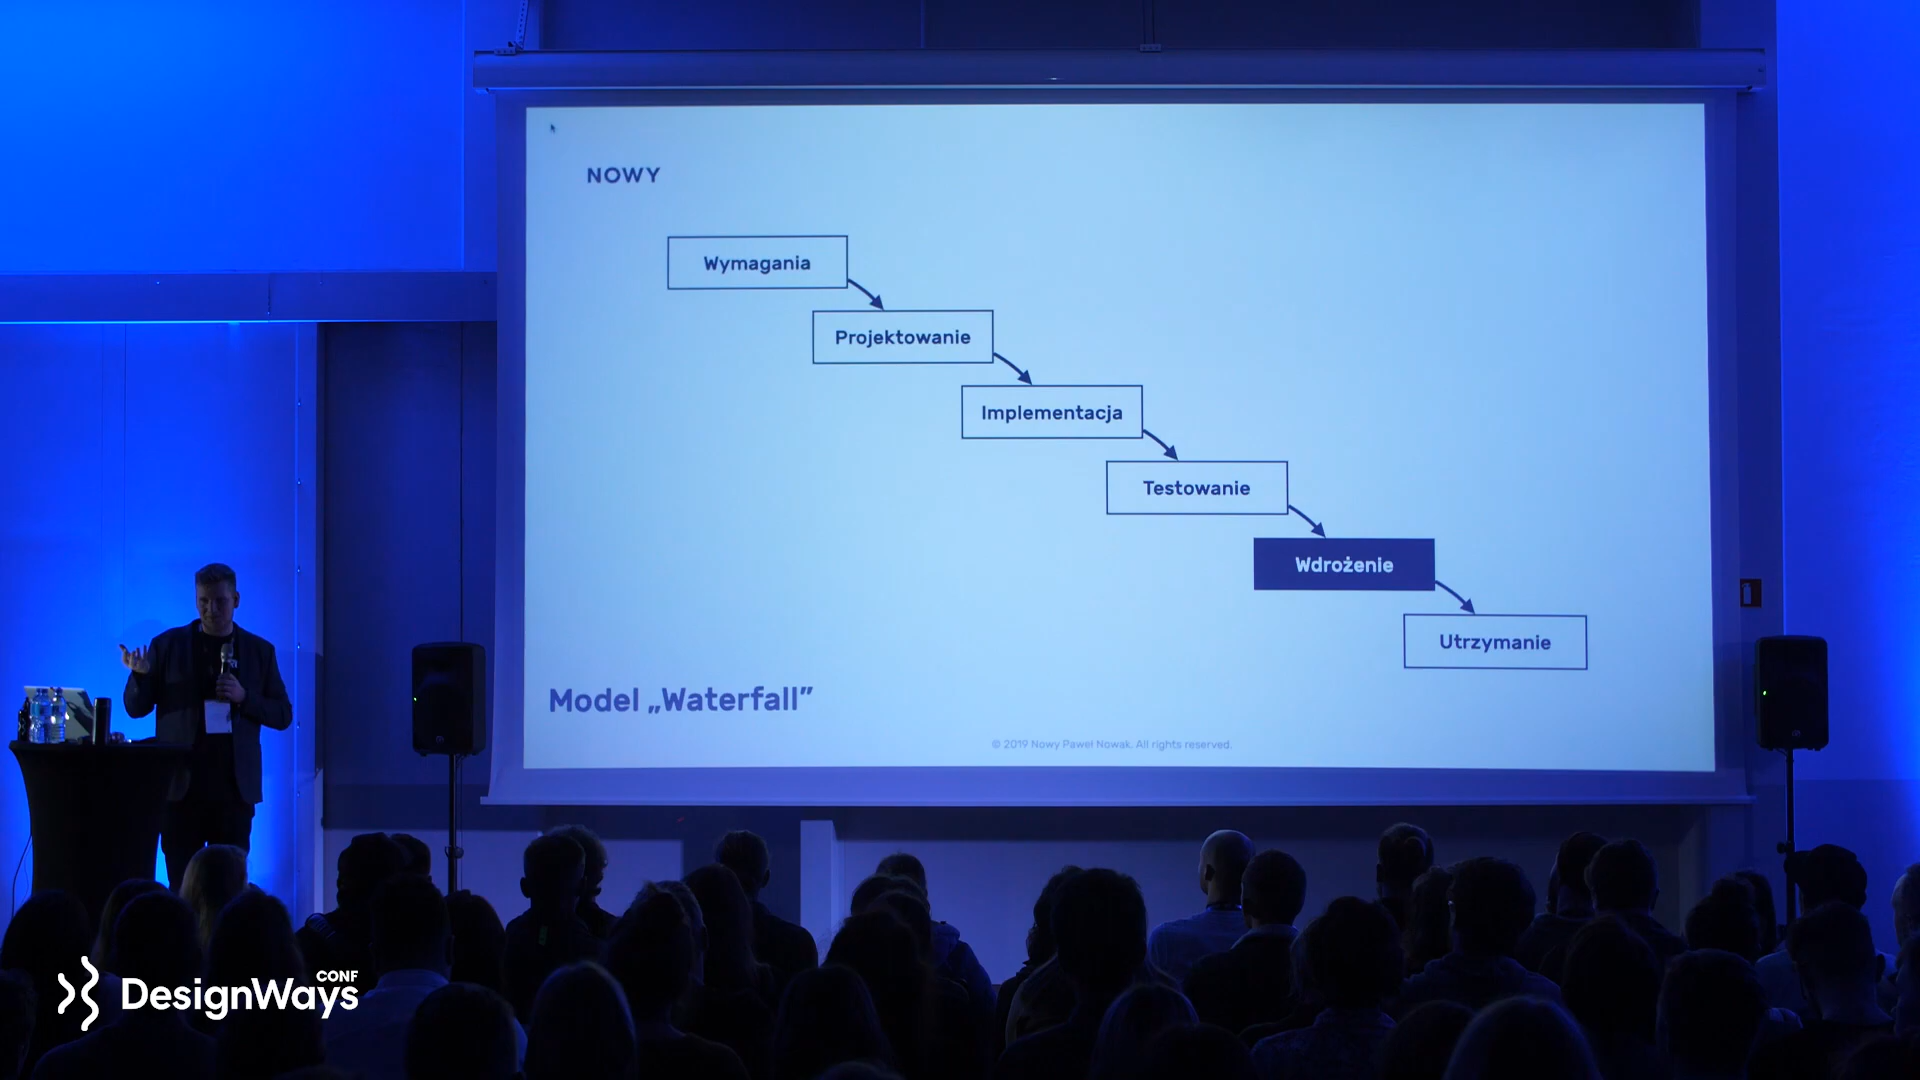 NOWY
Wymagania
Projektowanie
Implementacja
Testowanie
Wdrożenie
Utrzymanie
Model „Waterfall”
© 2019 Nowy Paweł Nowak. All rights reserved.
CONF
DesignWays